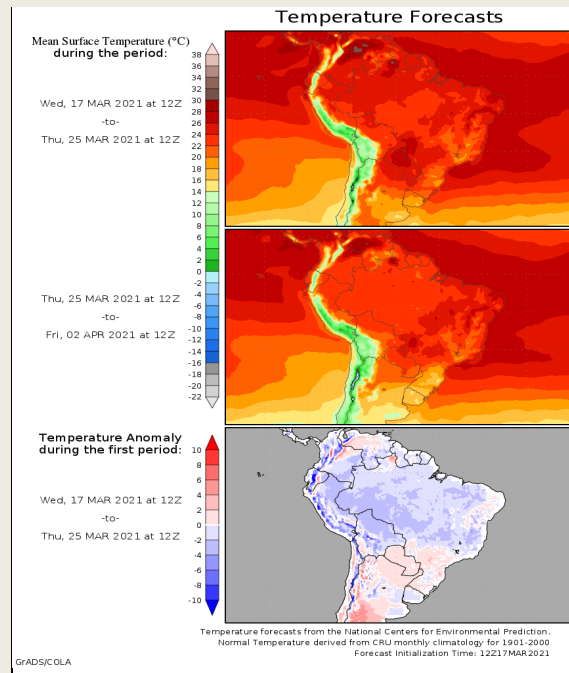 Temperature Forecasts
Mean Surface Temperature (°C)
during the period:
Wed, 17 MAR 2021 at 12Z
-to-
Thu, 25 MAR 2021 at 12Z
38
36
34
32
30
28
26
24
22
20
18
16
14
12
10
8
6
4
2
0
-2
-4
-6
-8
-10
-12
-14
-16
-18
-20
-22
Thu, 25 MAR 2021 at 12Z
-to-
Fri, 02 APR 2021 at 12Z
Temperature Anomaly
during the first period:
Wed, 17 MAR 2021 at 12Z
-to-
Thu, 25 MAR 2021 at 12Z
10
8
6
4
2
0
-2
-4
-6
-8
-10
Temperature forecasts from the National Centers for Environmental Prediction.
Normal Temperature derived from CRU monthly climatology for 1901-2000
Forecast Initialization Time: 12Z17MAR2021
GrADS/COLA